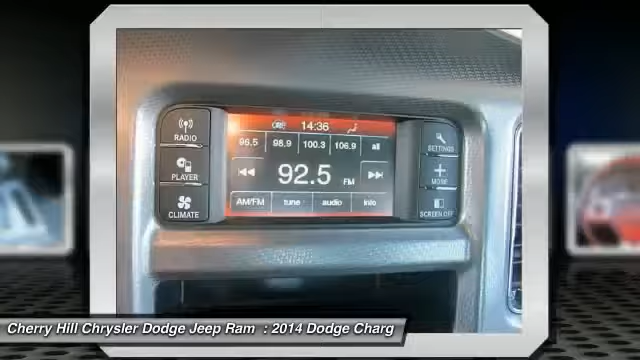 RADIO
PLAYER
CLIMATE
14:36
96.5 98.9 100.3 106.9 all
92.5 FM
AM/FM tune audio info
SETTINGS
MORE
SCREEN OFF
Cherry Hill Chrysler Dodge Jeep Ram : 2014 Dodge Charg